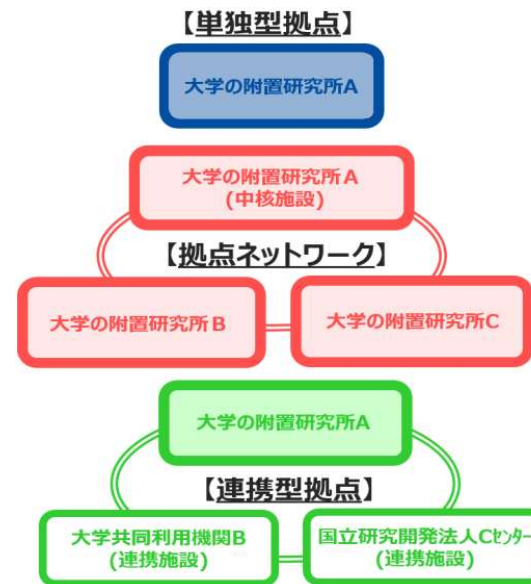 【単独型拠点】
大学の附置研究所A
大学の附置研究所A
(中核施設)
【拠点ネットワーク】
大学の附置研究所B
大学の附置研究所C
大学の附置研究所A
【連携型拠点】
大学共同利用機関B
(連携施設)
国立研究開発法人Cセンター
(連携施設)